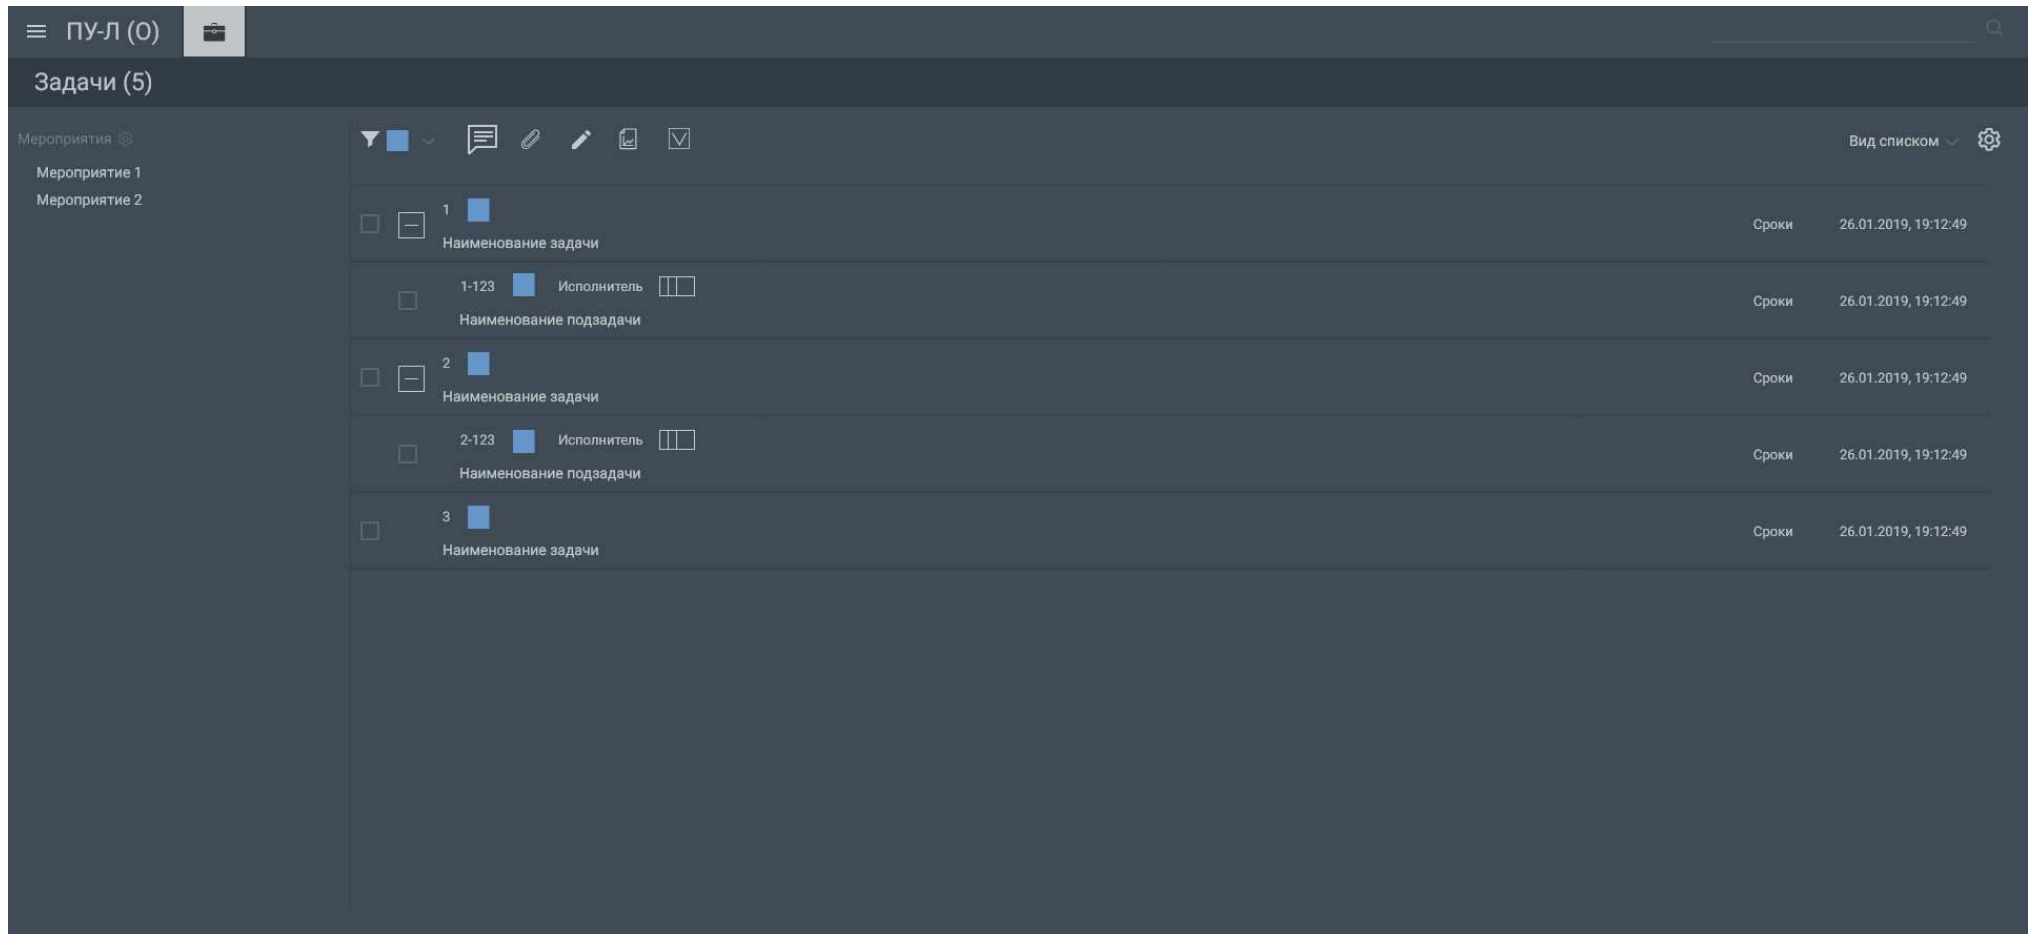 ПУ-Л (О)
Задачи (5)
Мероприятия
Мероприятие 1
Мероприятие 2
Вид списком
1
Наименование задачи
Сроки 26.01.2019, 19:12:49
1-123 Исполнитель
Наименование подзадачи
Сроки 26.01.2019, 19:12:49
2
Наименование задачи
Сроки 26.01.2019, 19:12:49
2-123 Исполнитель
Наименование подзадачи
Сроки 26.01.2019, 19:12:49
3
Наименование задачи
Сроки 26.01.2019, 19:12:49